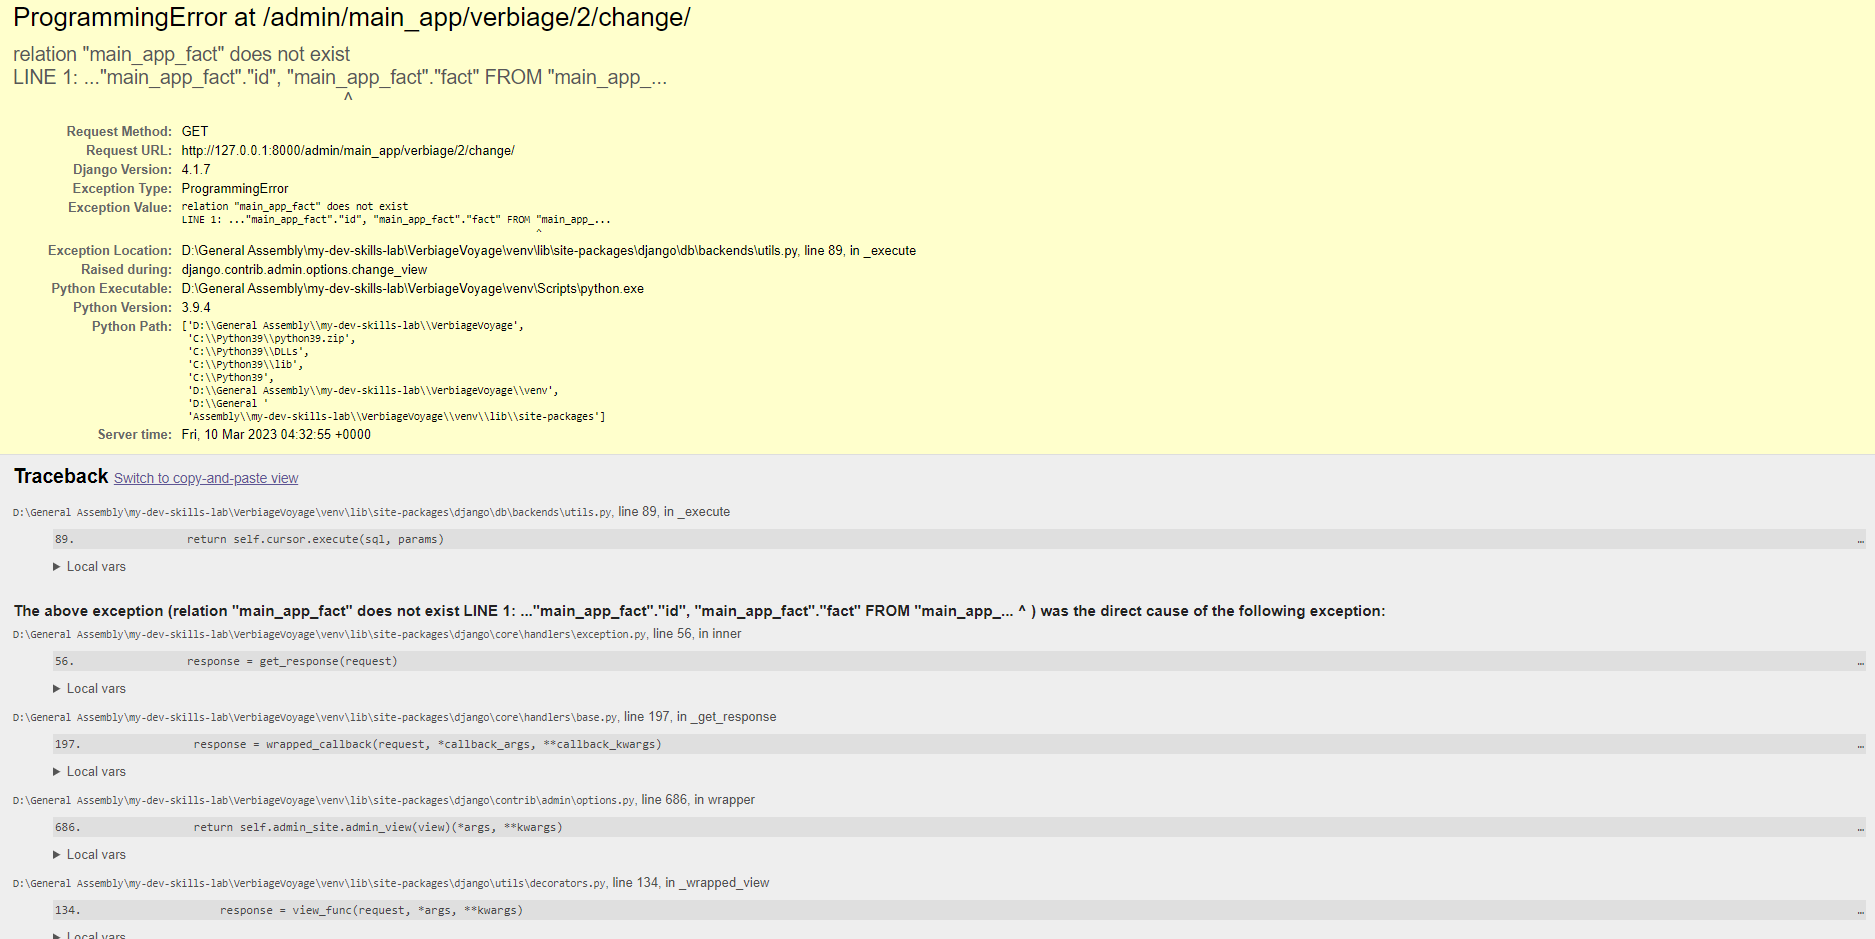 ProgrammingError at /admin/main_app/verbiage/2/change/
relation "main_app_fact" does not exist
LINE 1: ..."main_app_fact"."id", "main_app_fact"."fact" FROM "main_app_...
^
Request Method: GET
Request URL: http://127.0.0.1:8000/admin/main_app/verbiage/2/change/
Django Version: 4.1.7
Exception Type: ProgrammingError
Exception Value: relation "main_app_fact" does not exist
LINE 1: ..."main_app_fact"."id", "main_app_fact"."fact" FROM "main_app_...
^
Exception Location: D:\General Assembly\my-dev-skills-lab\VerbiageVoyage\venv\lib\site-packages\django\db\backends\utils.py, line 89, in _execute
Raised during: django.contrib.admin.options.change_view
Python Executable: D:\General Assembly\my-dev-skills-lab\VerbiageVoyage\venv\Scripts\python.exe
Python Version: 3.9.4
Python Path: ['D:\\General Assembly\\my-dev-skills-lab\\VerbiageVoyage',
'C:\\Python39\\python39.zip',
'C:\\Python39\\DLLs',
'C:\\Python39\\lib',
'C:\\Python39',
'D:\\General Assembly\\my-dev-skills-lab\\VerbiageVoyage\\venv',
'D:\\General '
'Assembly\\my-dev-skills-lab\\VerbiageVoyage\\venv\\lib\\site-packages']
Server time: Fri, 10 Mar 2023 04:32:55 +0000
Traceback Switch to copy-and-paste view
D:\General Assembly\my-dev-skills-lab\VerbiageVoyage\venv\lib\site-packages\django\db\backends\utils.py, line 89, in _execute
89. return self.cursor.execute(sql, params) …
▶ Local vars
The above exception (relation "main_app_fact" does not exist LINE 1: ..."main_app_fact"."id", "main_app_fact"."fact" FROM "main_app_... ^ ) was the direct cause of the following exception:
D:\General Assembly\my-dev-skills-lab\VerbiageVoyage\venv\lib\site-packages\django\core\handlers\exception.py, line 56, in inner
56. response = get_response(request) …
▶ Local vars
D:\General Assembly\my-dev-skills-lab\VerbiageVoyage\venv\lib\site-packages\django\core\handlers\base.py, line 197, in _get_response
197. response = wrapped_callback(request, *callback_args, **callback_kwargs) …
▶ Local vars
D:\General Assembly\my-dev-skills-lab\VerbiageVoyage\venv\lib\site-packages\django\contrib\admin\options.py, line 686, in wrapper
686. return self.admin_site.admin_view(view)(*args, **kwargs) …
▶ Local vars
D:\General Assembly\my-dev-skills-lab\VerbiageVoyage\venv\lib\site-packages\django\utils\decorators.py, line 134, in _wrapped_view
134. response = view_func(request, *args, **kwargs) …
▶ Local vars